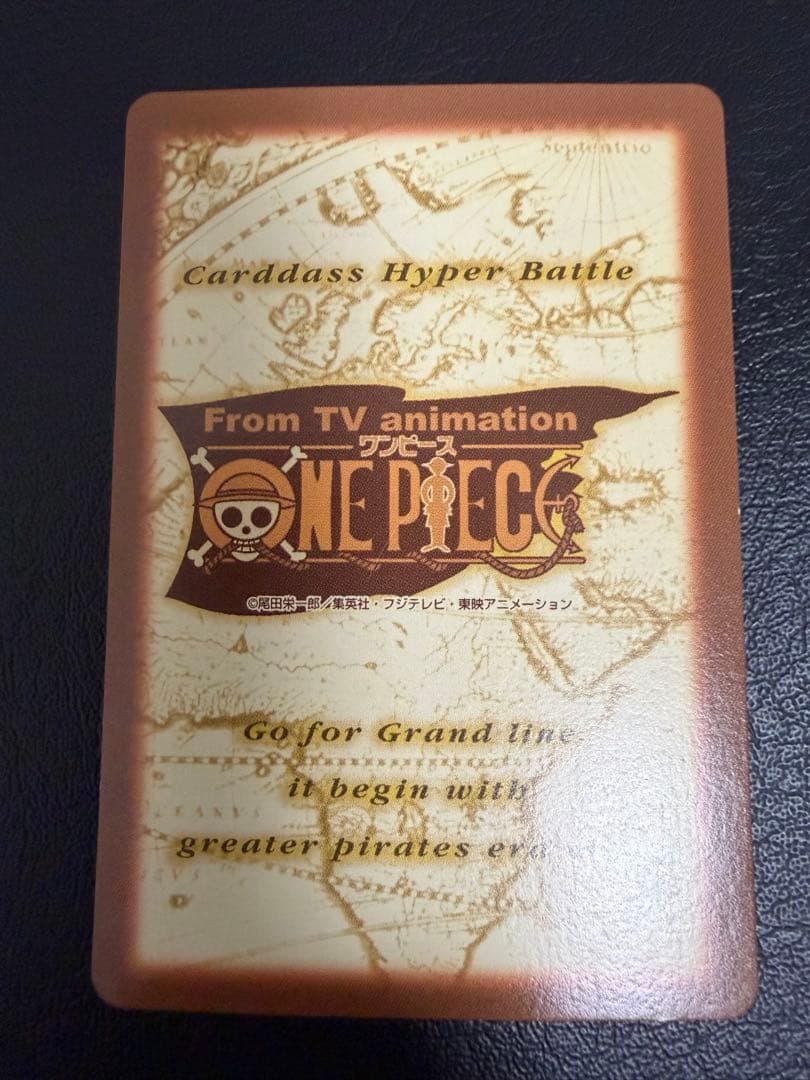 Septentrio
Carddass Hyper Battle
From TV animation
ワンピース
ONE PIECE
©尾田栄一郎／集英社・フジテレビ・東映アニメーション
Go for Grand line
it begin with
greater pirates era